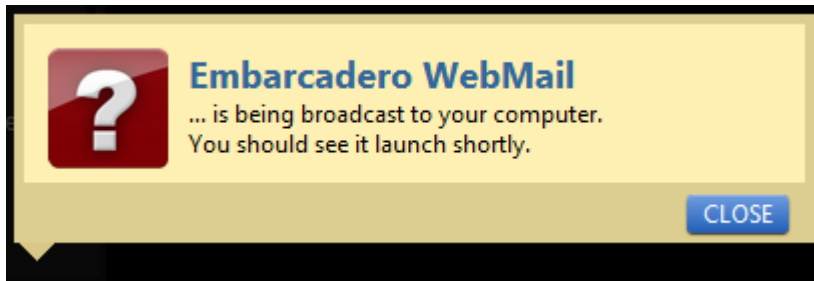 Embarcadero WebMail
... is being broadcast to your computer.
You should see it launch shortly.
CLOSE